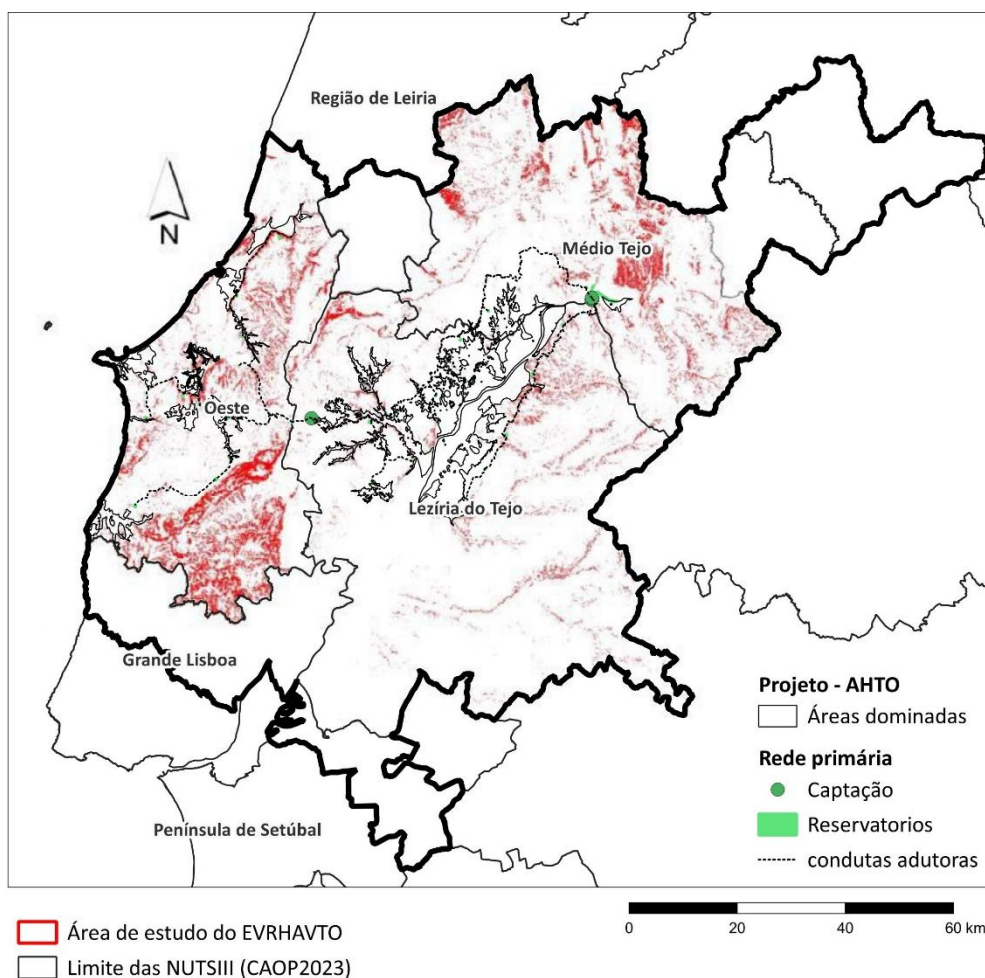 Região de Leiria
N
Médio Tejo
Oeste
Lezíria do Tejo
Grande Lisboa
Península de Setúbal
Projeto - AHTO
Áreas dominadas
Rede primária
Captação
Reservatorios
condutas adutoras
Área de estudo do EVRHAVTO
Limite das NUTSIII (CAOP2023)
0 20 40 60 km